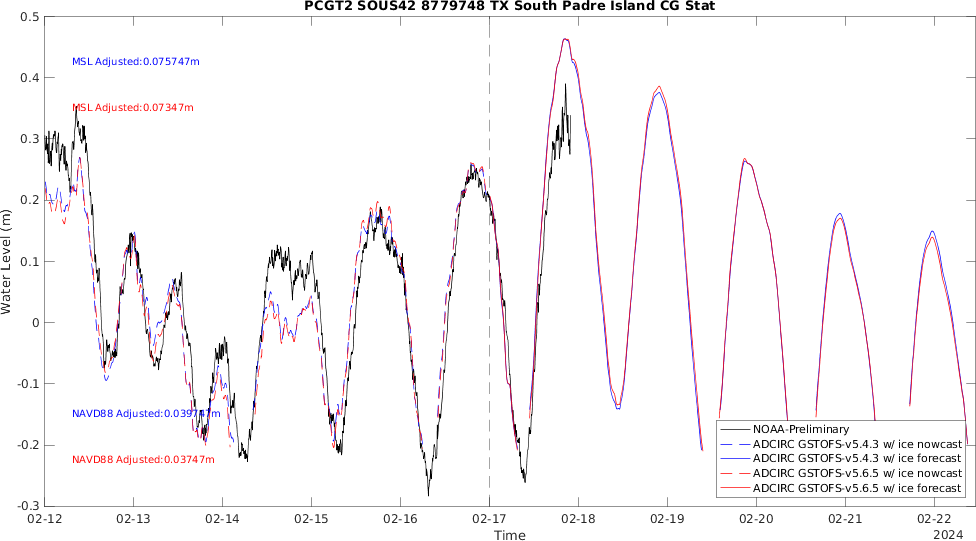 PCGT2 SOUS42 8779748 TX South Padre Island CG Stat
0.5
MSL Adjusted:0.075747m
0.4
MSL Adjusted:0.07347m
0.3
0.2
0.1
Water Level (m)
0
-0.1
NAVD88 Adjusted:0.039747m
-0.2
NAVD88 Adjusted:0.03747m
-0.3
NOAA-Preliminary
ADCIRC GSTOFS-v5.4.3 w/ ice nowcast
ADCIRC GSTOFS-v5.4.3 w/ ice forecast
ADCIRC GSTOFS-v5.6.5 w/ ice nowcast
ADCIRC GSTOFS-v5.6.5 w/ ice forecast
02-12 02-13 02-14 02-15 02-16 02-17 02-18 02-19 02-20 02-21 02-22
Time
2024